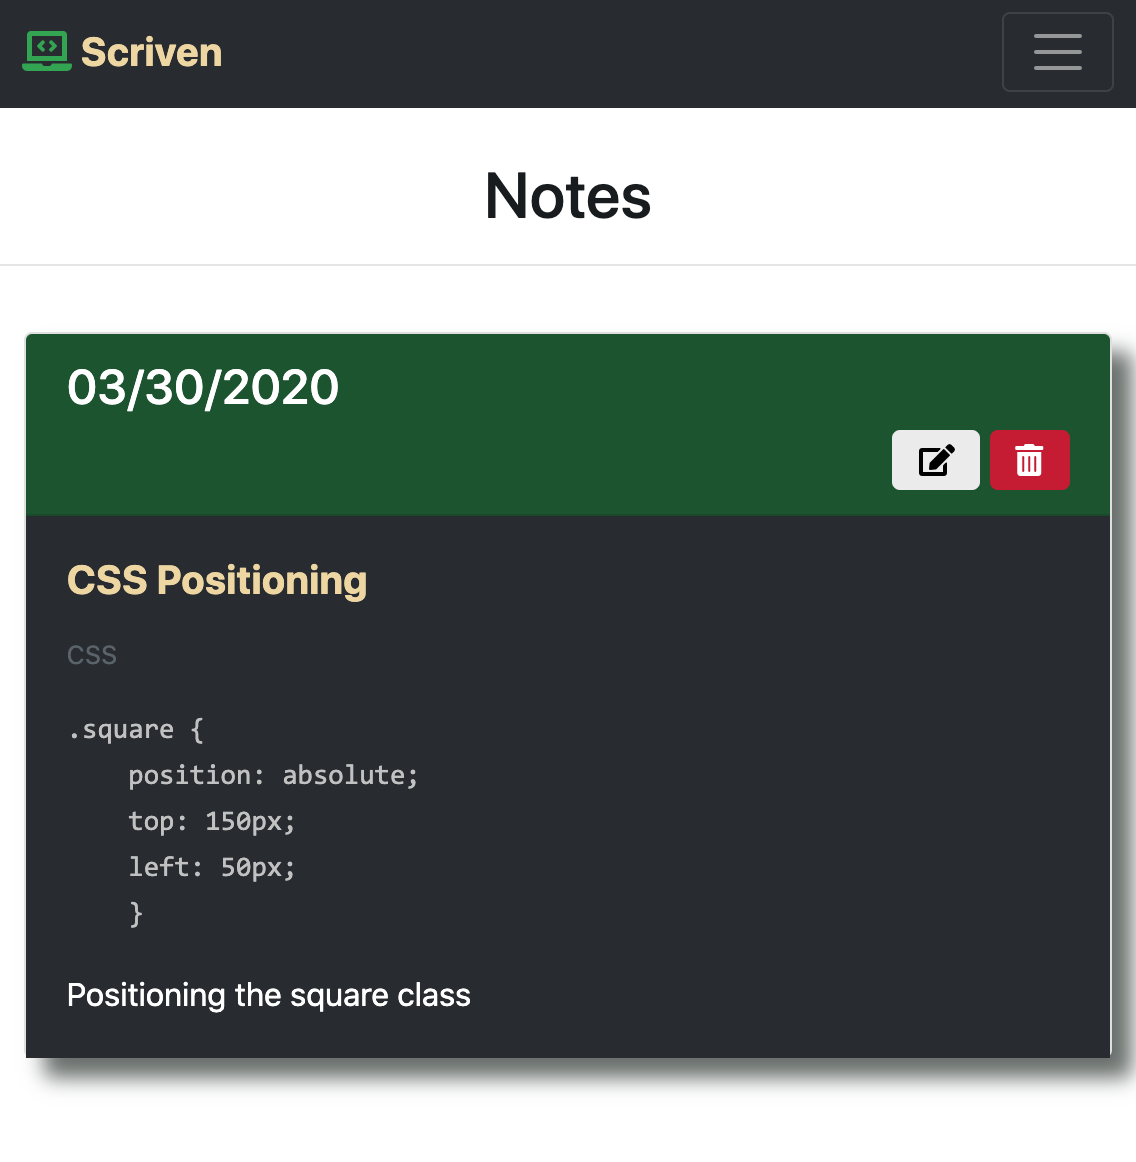 Scriven
Notes
03/30/2020
CSS Positioning
CSS
.square {
    position: absolute;
    top: 150px;
    left: 50px;
    }
Positioning the square class